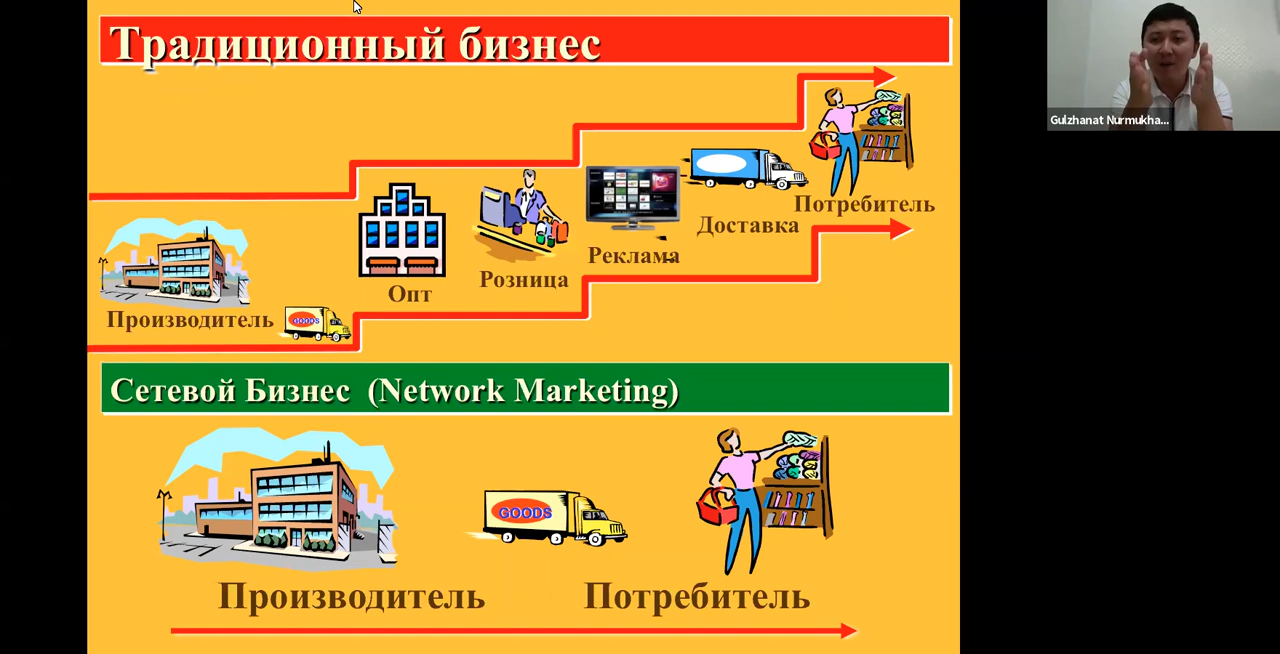 Традиционный бизнес
Gulzhanat Nurmukha...
Потребитель
Доставка
Реклама
Розница
Опт
Производитель
GOODS
Сетевой Бизнес (Network Marketing)
GOODS
Производитель
Потребитель